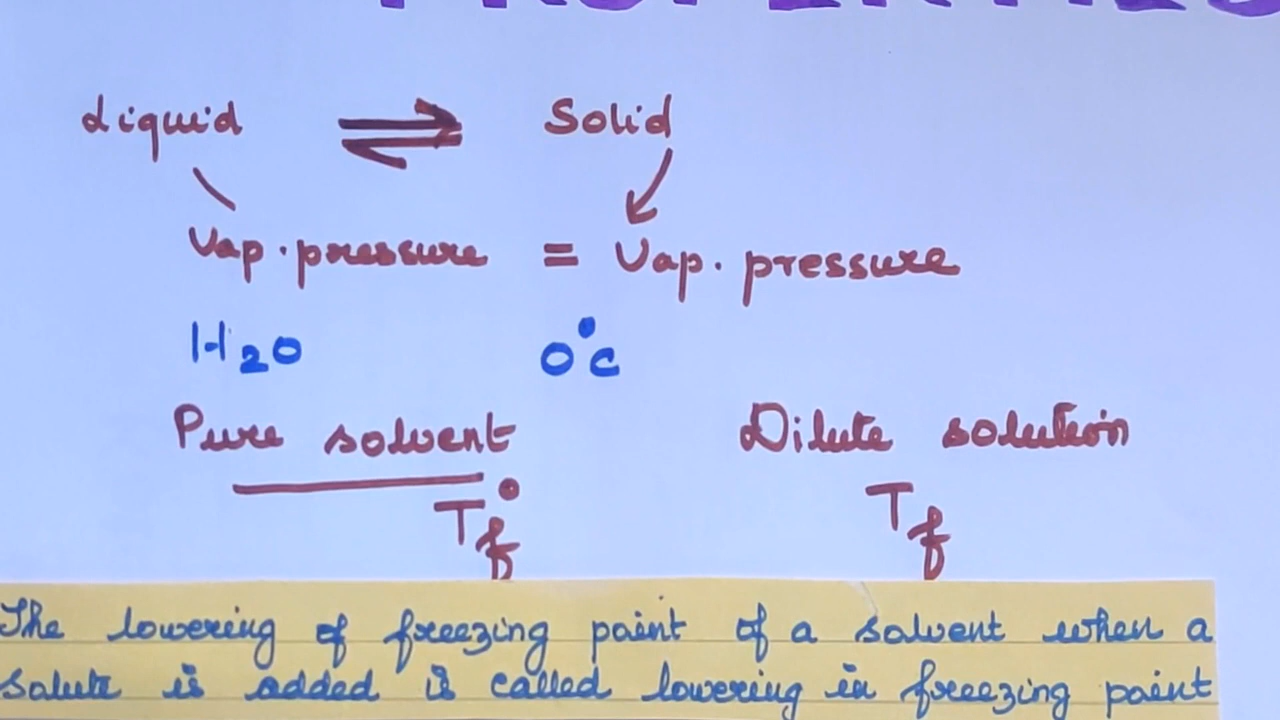 PROPERTIES
Liquid ⇌ Solid
Vap. pressure = Vap. pressure
H2O 0°C
Pure solvent Dilute solution
Tf° Tf
The lowering of freezing point of a solvent when a
solute is added is called lowering in freezing point